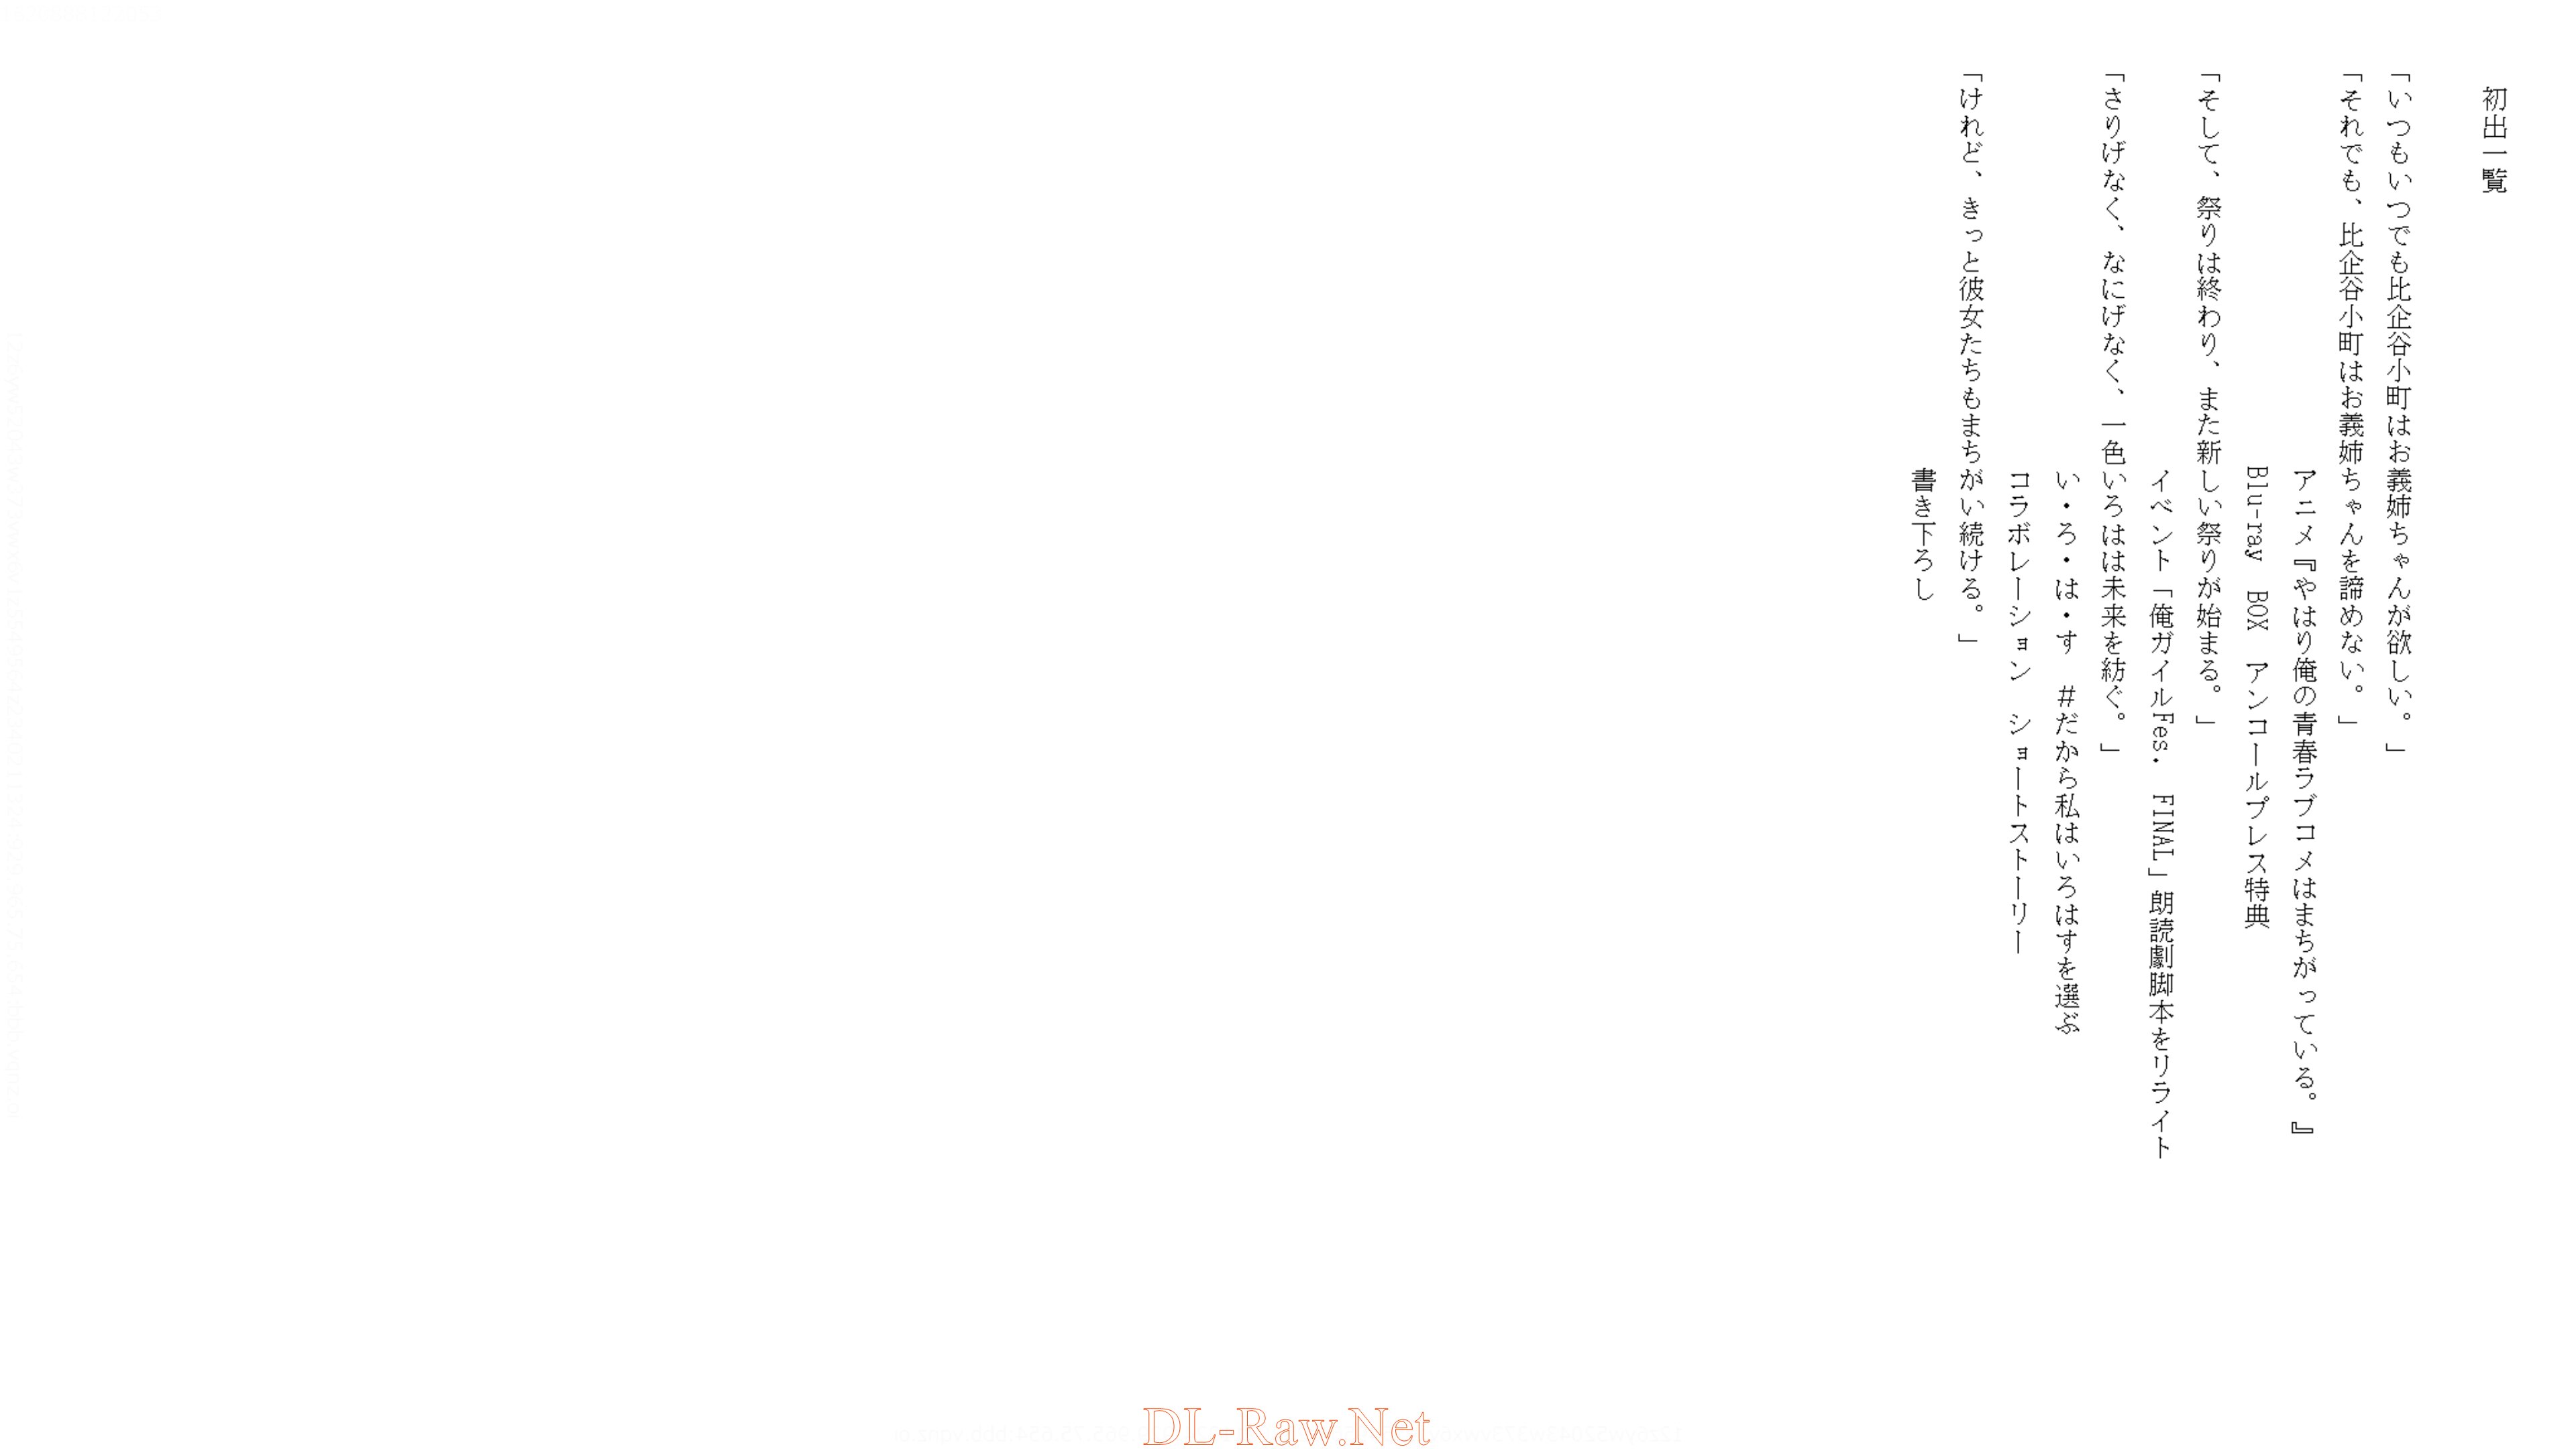 初出一覧
「いつもいつでも比企谷小町はお義姉ちゃんが欲しい。」
「それでも、比企谷小町はお義姉ちゃんを諦めない。」
アニメ『やはり俺の青春ラブコメはまちがっている。』
Blu-ray　BOX　アンコールプレス特典
「そして、祭りは終わり、また新しい祭りが始まる。」
イベント「俺ガイルFes.　FINAL」朗読劇脚本をリライト
「さりげなく、なにげなく、一色いろはは未来を紡ぐ。」
い・ろ・は・す　＃だから私はいろはすを選ぶ
コラボレーション　ショートストーリー
「けれど、きっと彼女たちもまちがい続ける。」
書き下ろし
DL-Raw.Net